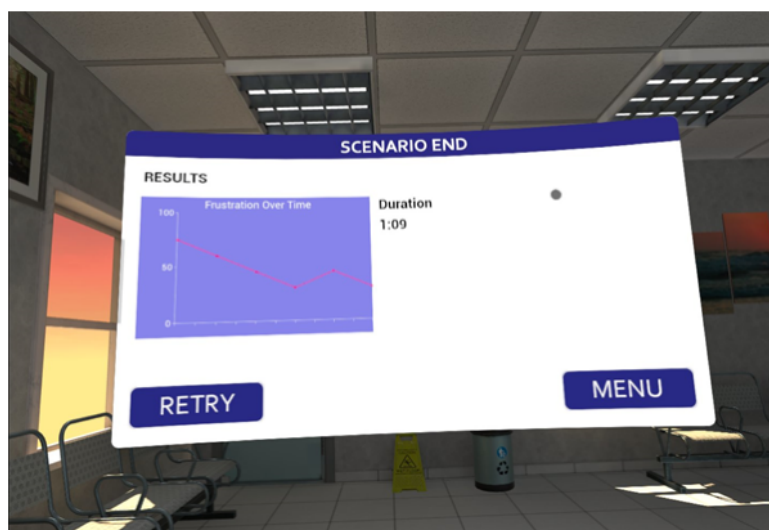 SCENARIO END
RESULTS
Frustration Over Time
100
50
0
Duration
1:09
RETRY
MENU